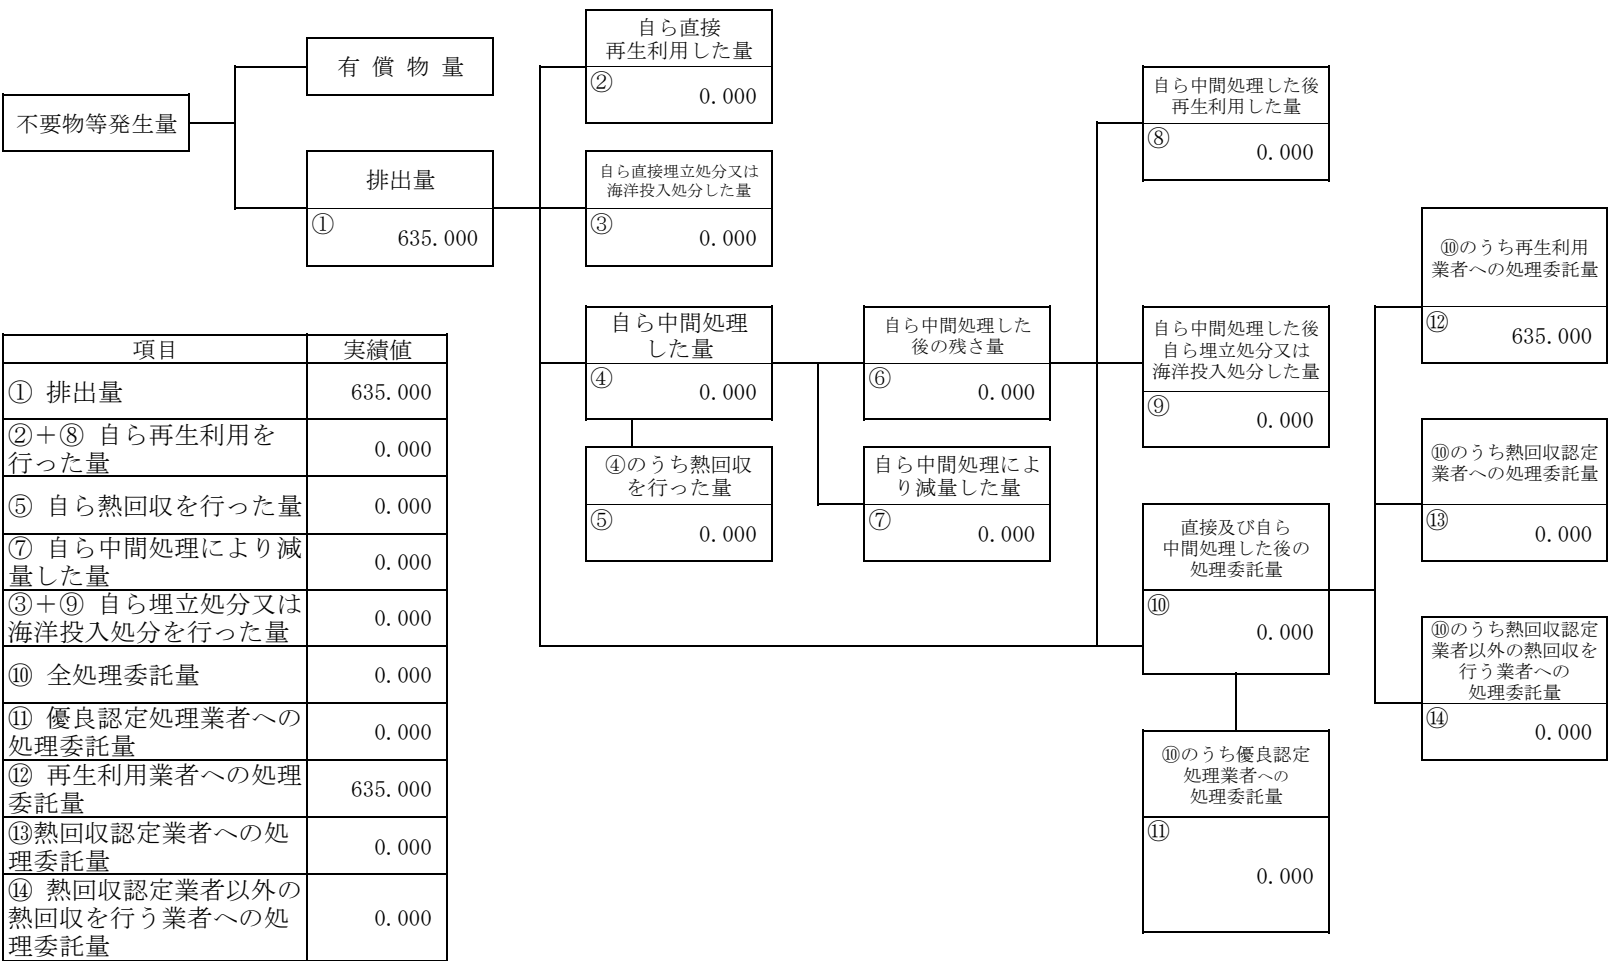 不要物等発生量
有 償 物 量
排出量
①
635.000
自ら直接
再生利用した量
②
0.000
自ら直接埋立処分又は
海洋投入処分した量
③
0.000
自ら中間処理
した量
④
0.000
④のうち熱回収
を行った量
⑤
0.000
自ら中間処理した
後の残さ量
⑥
0.000
自ら中間処理によ
り減量した量
⑦
0.000
自ら中間処理した後
再生利用した量
⑧
0.000
自ら中間処理した後
自ら埋立処分又は
海洋投入処分した量
⑨
0.000
直接及び自ら
中間処理した後の
処理委託量
⑩
0.000
⑩のうち優良認定
処理業者への
処理委託量
⑪
0.000
⑩のうち再生利用
業者への処理委託量
⑫
635.000
⑩のうち熱回収認定
業者への処理委託量
⑬
0.000
⑩のうち熱回収認定
業者以外の熱回収を
行う業者への
処理委託量
⑭
0.000
項目 実績値
① 排出量 635.000
②＋⑧ 自ら再生利用を
行った量 0.000
⑤ 自ら熱回収を行った量 0.000
⑦ 自ら中間処理により減
量した量 0.000
③＋⑨ 自ら埋立処分又は
海洋投入処分を行った量 0.000
⑩ 全処理委託量 0.000
⑪ 優良認定処理業者への
処理委託量 0.000
⑫ 再生利用業者への処理
委託量 635.000
⑬熱回収認定業者への処
理委託量 0.000
⑭ 熱回収認定業者以外の
熱回収を行う業者への処
理委託量 0.000